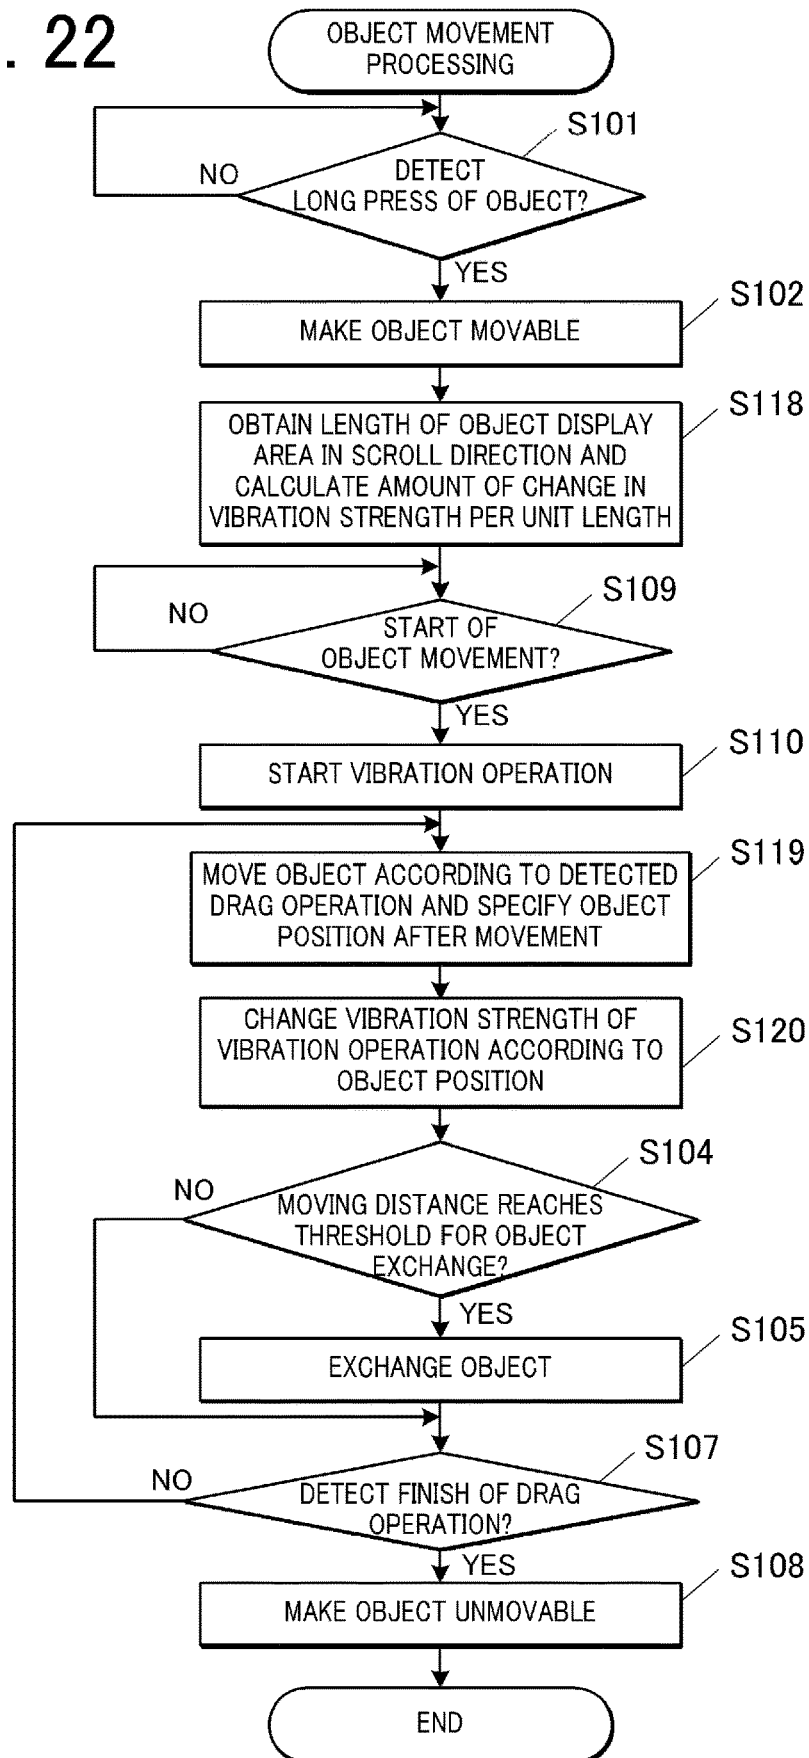 . 22
OBJECT MOVEMENT
PROCESSING
S101
DETECT
LONG PRESS OF OBJECT?
NO
YES
S102
MAKE OBJECT MOVABLE
S118
OBTAIN LENGTH OF OBJECT DISPLAY
AREA IN SCROLL DIRECTION AND
CALCULATE AMOUNT OF CHANGE IN
VIBRATION STRENGTH PER UNIT LENGTH
S109
NO
START OF
OBJECT MOVEMENT?
YES
S110
START VIBRATION OPERATION
S119
MOVE OBJECT ACCORDING TO DETECTED
DRAG OPERATION AND SPECIFY OBJECT
POSITION AFTER MOVEMENT
S120
CHANGE VIBRATION STRENGTH OF
VIBRATION OPERATION ACCORDING TO
OBJECT POSITION
S104
NO
MOVING DISTANCE REACHES
THRESHOLD FOR OBJECT
EXCHANGE?
YES
S105
EXCHANGE OBJECT
S107
NO
DETECT FINISH OF DRAG
OPERATION?
YES
S108
MAKE OBJECT UNMOVABLE
END